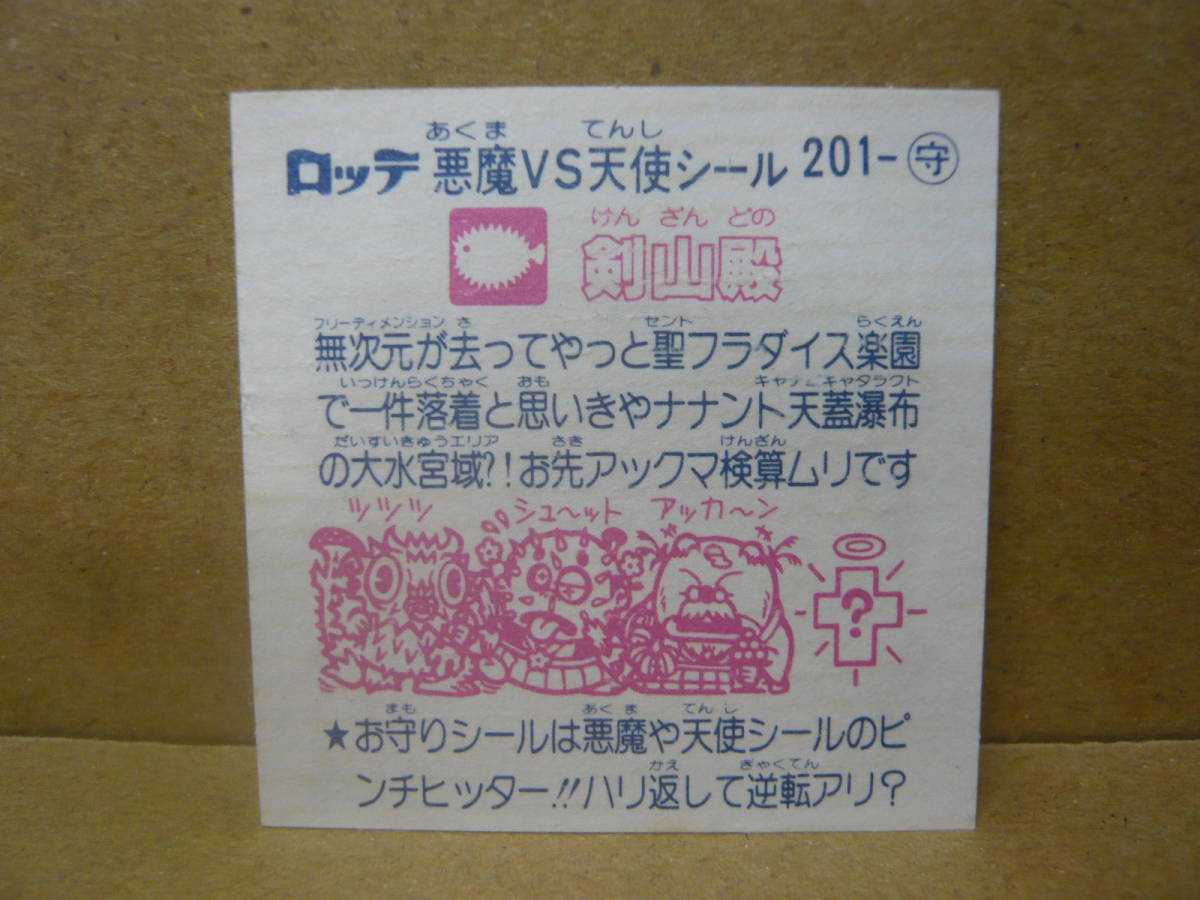 あくま てんし
ロッテ 悪魔VS天使シール 201-㊡守
けん ざん どの
剣山殿
フリーディメンション さ セント らくえん
無次元が去ってやっと聖フラダイス楽園
いっけんらくちゃく おも キャナピキャタラクト
で一件落着と思いきやナナント天蓋瀑布
だいすいきゅうエリア さき けんざん
の大水宮域?!お先アックマ検算ムリです
ツツツ シュ〜ット アッカ〜ン
?
まも あくま てんし
★お守りシールは悪魔や天使シールのピ
かえ ぎゃくてん
ンチヒッター!!ハリ返して逆転アリ?